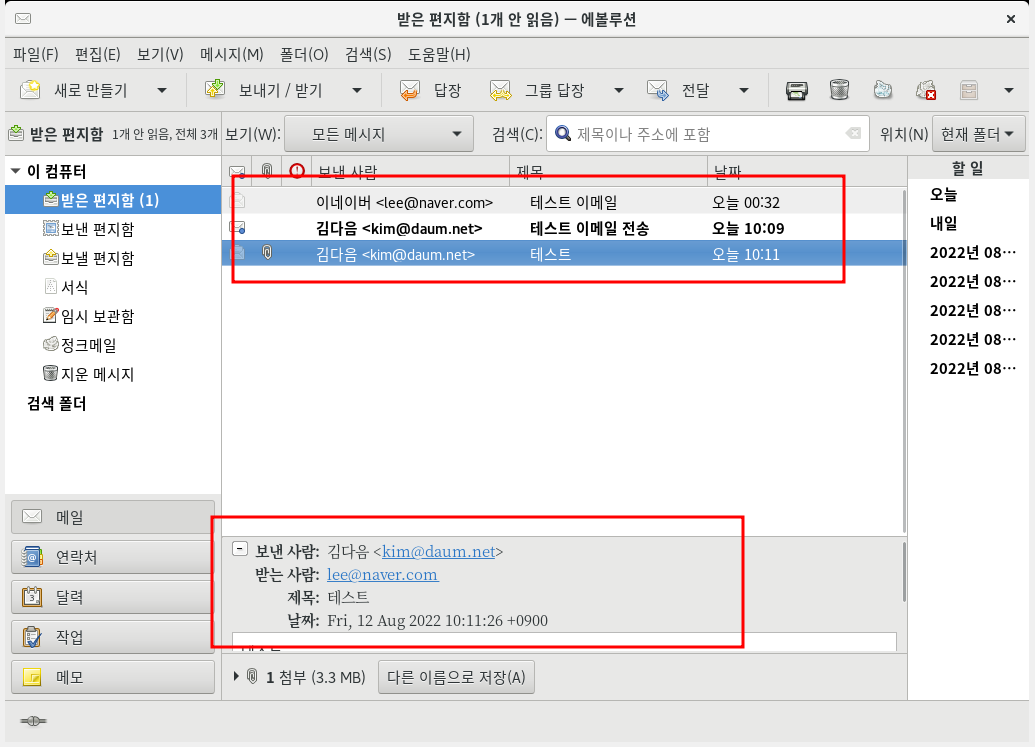 받은 편지함 (1개 안 읽음) — 에볼루션
파일(F) 편집(E) 보기(V) 메시지(M) 폴더(O) 검색(S) 도움말(H)
새로 만들기 보내기 / 받기 답장 그룹 답장 전달
받은 편지함 1개 안 읽음, 전체 3개 보기(W): 모든 메시지 검색(C): 제목이나 주소에 포함 위치(N) 현재 폴더
이 컴퓨터
받은 편지함 (1)
보낸 편지함
보낼 편지함
서식
임시 보관함
정크메일
지운 메시지
검색 폴더
보낸 사람 제목 날짜
이네이버 <lee@naver.com> 테스트 이메일 오늘 00:32
김다음 <kim@daum.net> 테스트 이메일 전송 오늘 10:09
김다음 <kim@daum.net> 테스트 오늘 10:11
할 일
오늘
내일
2022년 08…
2022년 08…
2022년 08…
2022년 08…
2022년 08…
메일
연락처
달력
3
작업
메모
보낸 사람: 김다음 <kim@daum.net>
받는 사람: lee@naver.com
제목: 테스트
날짜: Fri, 12 Aug 2022 10:11:26 +0900
1 첨부 (3.3 MB) 다른 이름으로 저장(A)